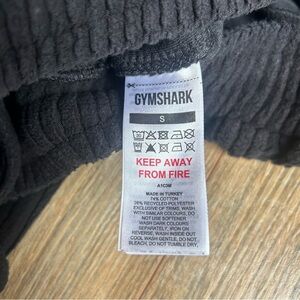 GYMSHARK
S
KEEP AWAY
FROM FIRE
A1C3M
MADE IN TURKEY
74% COTTON
26% RECYCLED POLYESTER
EXCLUSIVE OF TRIMS, WASH
WITH SIMILAR COLOURS, DO
NOT USE SOFTENER
WASH DARK COLOURS
SEPARATELY, IRON ON
REVERSE, WASH INSIDE OUT
COOL WASH GENTLE, DO NOT
BLEACH, DO NOT TUMBLE DRY